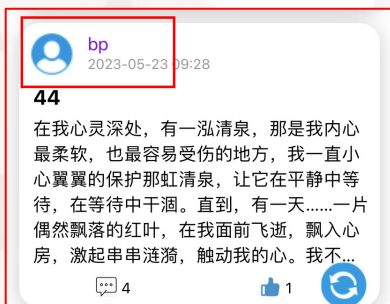 bp
2023-05-23 09:28
44
在我心灵深处，有一泓清泉，那是我内心
最柔软，也最容易受伤的地方，我一直小
心翼翼的保护那虹清泉，让它在平静中等
待，在等待中干涸。直到，有一天......一片
偶然飘落的红叶，在我面前飞逝，飘入心
房，激起串串涟漪，触动我的心。我不...
4
1